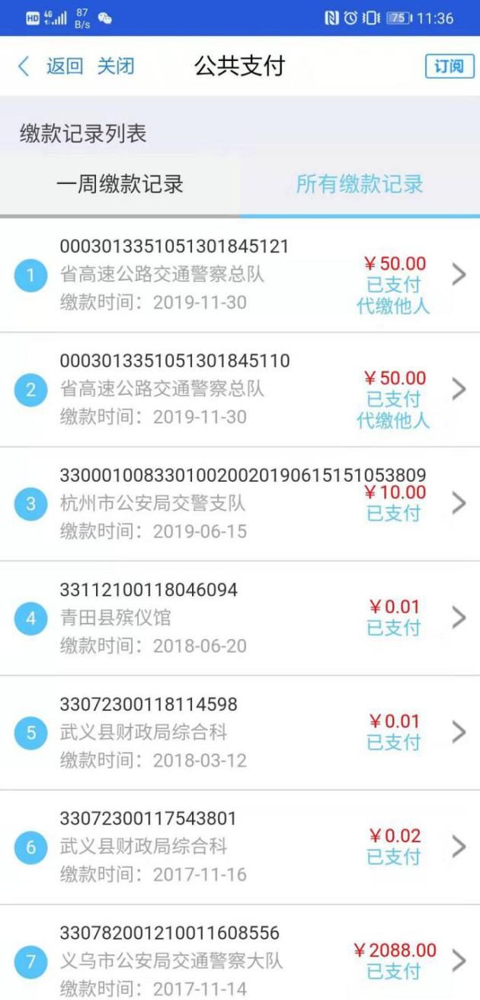 HD 4G 87 B/s 75 11:36
返回 关闭 公共支付 订阅
缴款记录列表
一周缴款记录 所有缴款记录
1
0003013351051301845121
省高速公路交通警察总队
缴款时间：2019-11-30
￥50.00
已支付
代缴他人
2
0003013351051301845110
省高速公路交通警察总队
缴款时间：2019-11-30
￥50.00
已支付
代缴他人
3
33000100833010020020190615151053809
杭州市公安局交警支队
缴款时间：2019-06-15
￥10.00
已支付
4
33112100118046094
青田县殡仪馆
缴款时间：2018-06-20
￥0.01
已支付
5
33072300118114598
武义县财政局综合科
缴款时间：2018-03-12
￥0.01
已支付
6
33072300117543801
武义县财政局综合科
缴款时间：2017-11-16
￥0.02
已支付
7
330782001210011608556
义乌市公安局交通警察大队
缴款时间：2017-11-14
￥2088.00
已支付